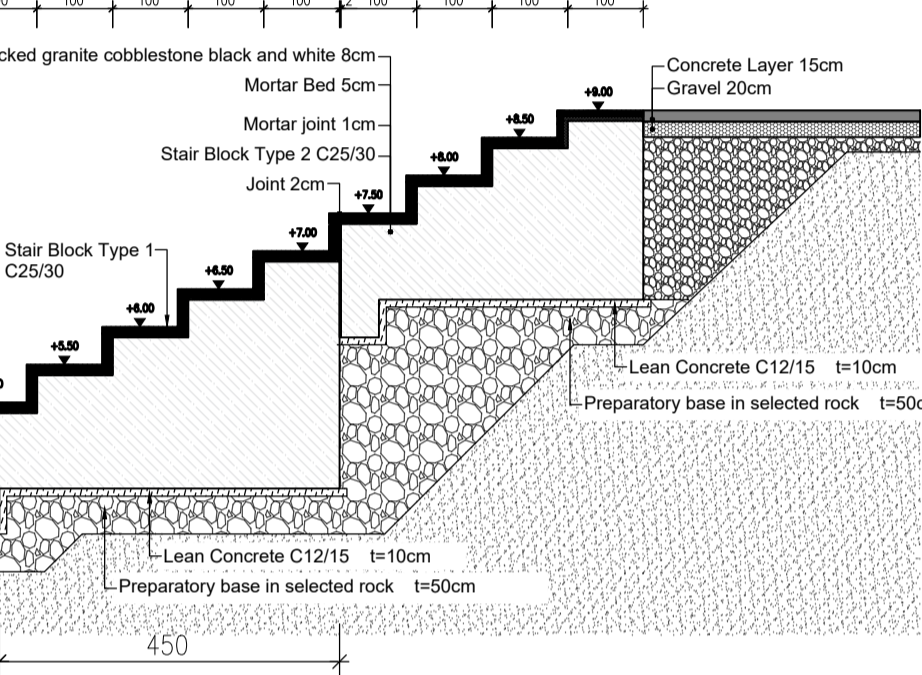 100 100 100 100 2 100 100 100 100
cked granite cobblestone black and white 8cm
Concrete Layer 15cm
Mortar Bed 5cm
Gravel 20cm
+9.00
Mortar joint 1cm
+8.50
Stair Block Type 2 C25/30
+8.00
Joint 2cm
+7.50
+7.00
Stair Block Type 1
C25/30
+6.50
+6.00
+5.50
Lean Concrete C12/15 t=10cm
Preparatory base in selected rock t=50c
Lean Concrete C12/15 t=10cm
Preparatory base in selected rock t=50cm
450